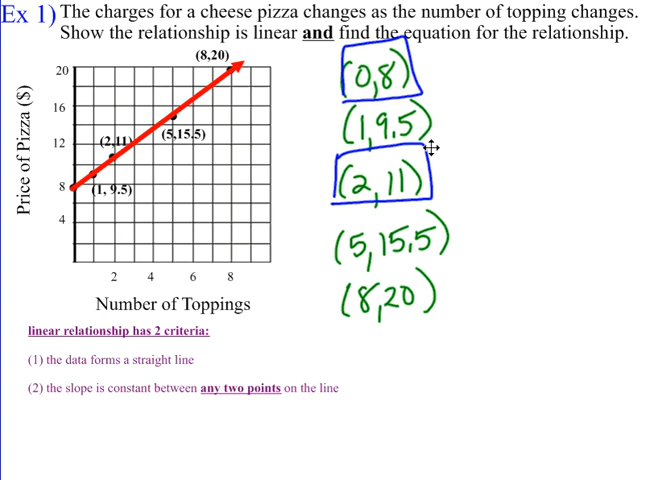 Ex 1) The charges for a cheese pizza changes as the number of topping changes.
Show the relationship is linear and find the equation for the relationship.
(8,20)
20
16
12
8
4
(2,11)
(5,15.5)
(1, 9.5)
Price of Pizza ($)
2 4 6 8
Number of Toppings
(0,8)
(1,9.5)
(2,11)
(5,15.5)
(8,20)
linear relationship has 2 criteria:
(1) the data forms a straight line
(2) the slope is constant between any two points on the line